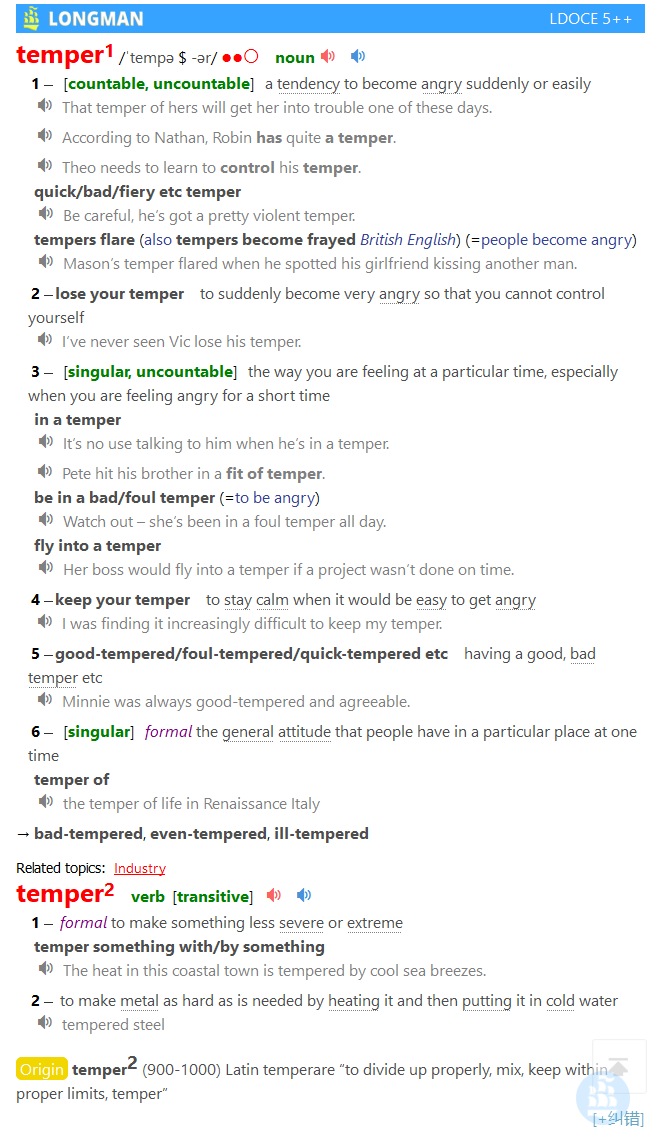 LONGMAN LDOCE 5++
temper1 /ˈtempə $ -ər/ ●●○ noun
1 – [countable, uncountable] a tendency to become angry suddenly or easily
That temper of hers will get her into trouble one of these days.
According to Nathan, Robin has quite a temper.
Theo needs to learn to control his temper.
quick/bad/fiery etc temper
Be careful, he’s got a pretty violent temper.
tempers flare (also tempers become frayed British English) (=people become angry)
Mason’s temper flared when he spotted his girlfriend kissing another man.
2 – lose your temper to suddenly become very angry so that you cannot control
yourself
I’ve never seen Vic lose his temper.
3 – [singular, uncountable] the way you are feeling at a particular time, especially
when you are feeling angry for a short time
in a temper
It’s no use talking to him when he’s in a temper.
Pete hit his brother in a fit of temper.
be in a bad/foul temper (=to be angry)
Watch out – she’s been in a foul temper all day.
fly into a temper
Her boss would fly into a temper if a project wasn’t done on time.
4 – keep your temper to stay calm when it would be easy to get angry
I was finding it increasingly difficult to keep my temper.
5 – good-tempered/foul-tempered/quick-tempered etc having a good, bad
temper etc
Minnie was always good-tempered and agreeable.
6 – [singular] formal the general attitude that people have in a particular place at one
time
temper of
the temper of life in Renaissance Italy
→ bad-tempered, even-tempered, ill-tempered
Related topics: Industry
temper2 verb [transitive]
1 – formal to make something less severe or extreme
temper something with/by something
The heat in this coastal town is tempered by cool sea breezes.
2 – to make metal as hard as is needed by heating it and then putting it in cold water
tempered steel
Origin temper2 (900-1000) Latin temperare “to divide up properly, mix, keep within
proper limits, temper”
[+纠错]